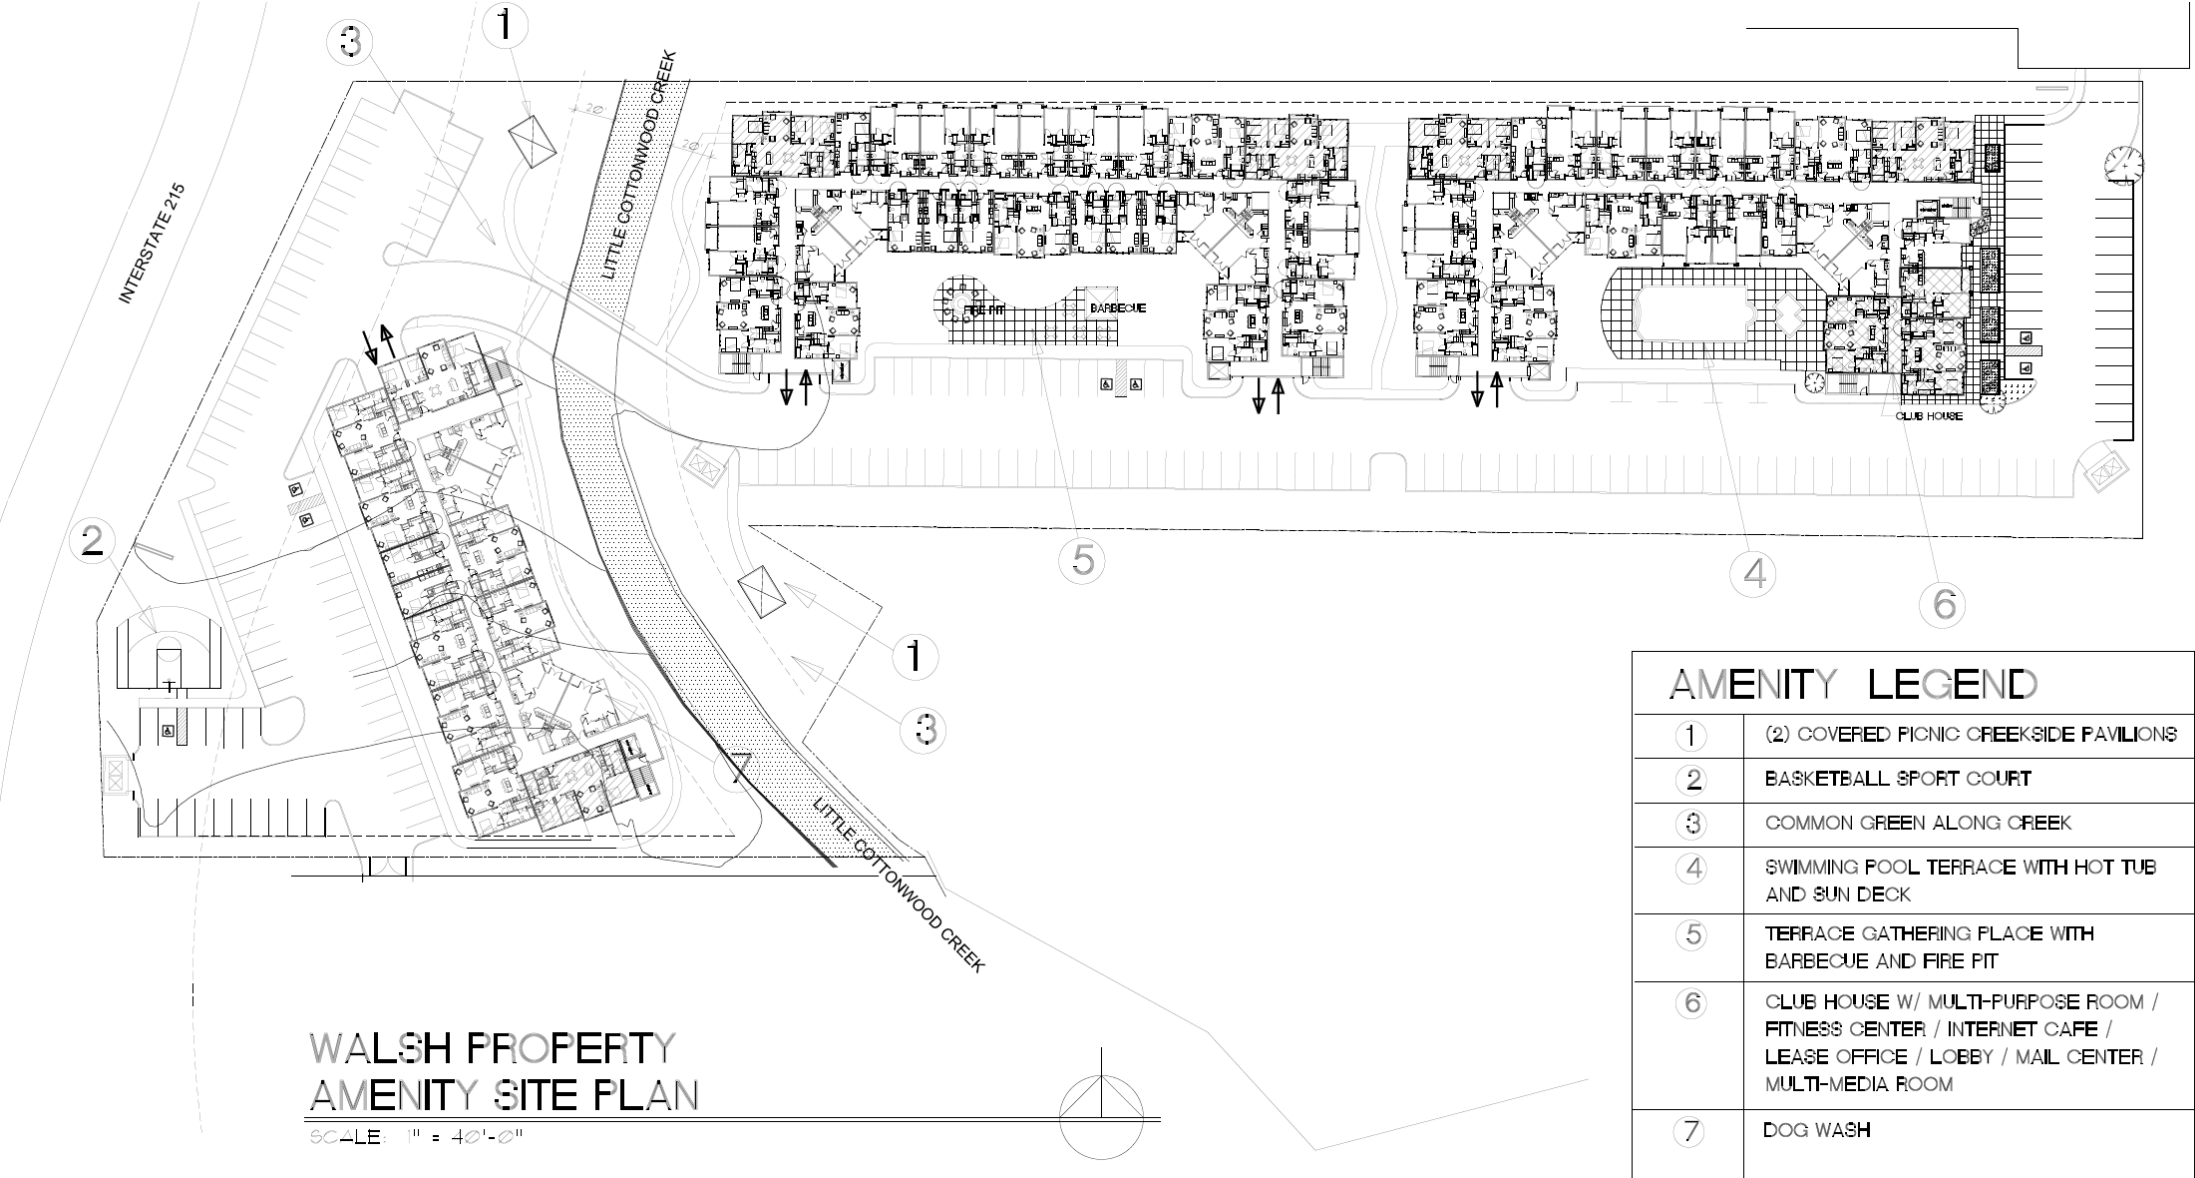 3
1
20'
20'
LITTLE COTTONWOOD CREEK
INTERSTATE 215
FIRE PIT
BARBECUE
CLUB HOUSE
2
5
4
6
1
3
7
LITTLE COTTONWOOD CREEK
AMENITY LEGEND
1 (2) COVERED PICNIC CREEKSIDE PAVILIONS
2 BASKETBALL SPORT COURT
3 COMMON GREEN ALONG CREEK
4 SWIMMING POOL TERRACE WITH HOT TUB
AND SUN DECK
5 TERRACE GATHERING PLACE WITH
BARBECUE AND FIRE PIT
6 CLUB HOUSE W/ MULTI-PURPOSE ROOM /
FITNESS CENTER / INTERNET CAFE /
LEASE OFFICE / LOBBY / MAIL CENTER /
MULTI-MEDIA ROOM
7 DOG WASH
WALSH PROPERTY
AMENITY SITE PLAN
SCALE: 1" = 40'-0"